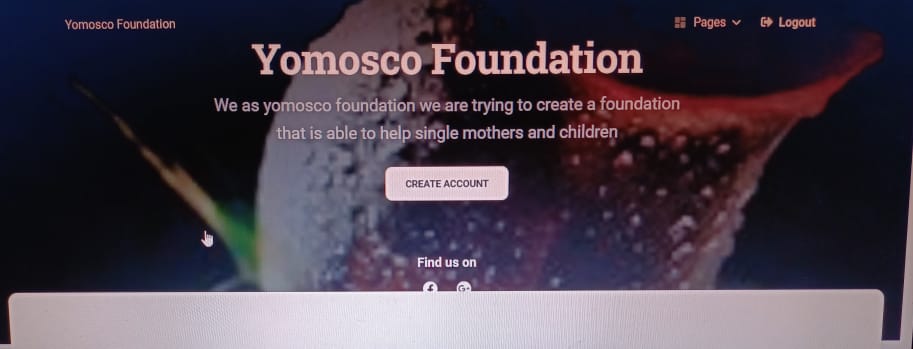 Yomosco Foundation
Pages
Logout
Yomosco Foundation
We as yomosco foundation we are trying to create a foundation
that is able to help single mothers and children
CREATE ACCOUNT
Find us on